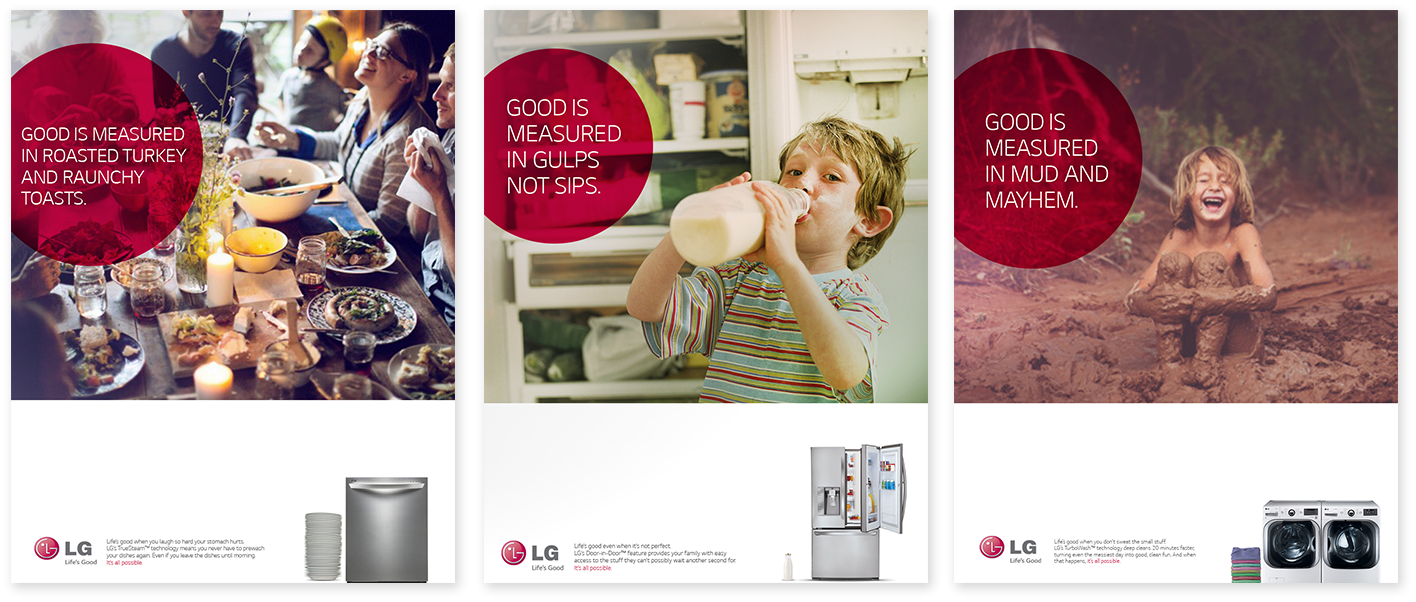 GOOD IS MEASURED
IN ROASTED TURKEY
AND RAUNCHY
TOASTS.
LG
Life's Good
Life's good when you laugh so hard your stomach hurts.
LG's TrueSteam™ technology means you never have to prewash
your dishes again. Even if you leave the dishes until morning.
It's all possible.
GOOD IS
MEASURED
IN GULPS
NOT SIPS.
LG
Life's Good
Life's good even when it's not perfect.
LG's Door-in-Door™ feature provides your family with easy
access to the stuff they can't possibly wait another second for.
It's all possible.
GOOD IS
MEASURED
IN MUD AND
MAYHEM.
LG
Life's Good
Life's good when you don't sweat the small stuff.
LG's TurboWash™ technology deep cleans 20 minutes faster,
turning even the messiest day into good, clean fun. And when
that happens, it's all possible.